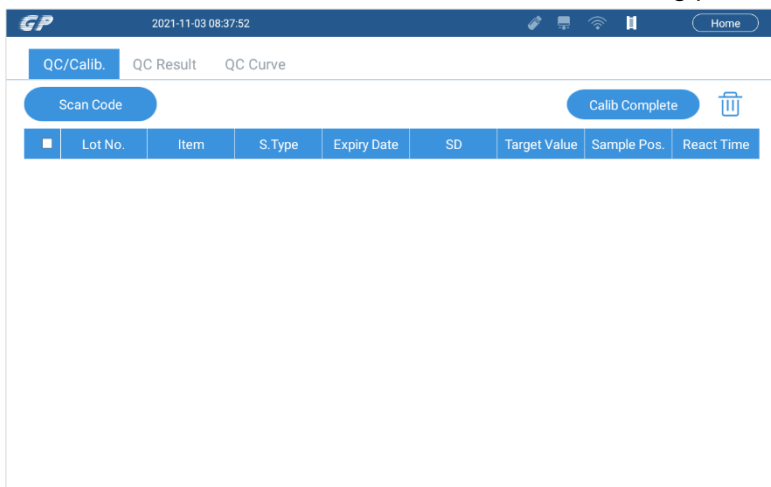 GP 2021-11-03 08:37:52 Home
QC/Calib. QC Result QC Curve
Scan Code Calib Complete
Lot No. Item S.Type Expiry Date SD Target Value Sample Pos. React Time